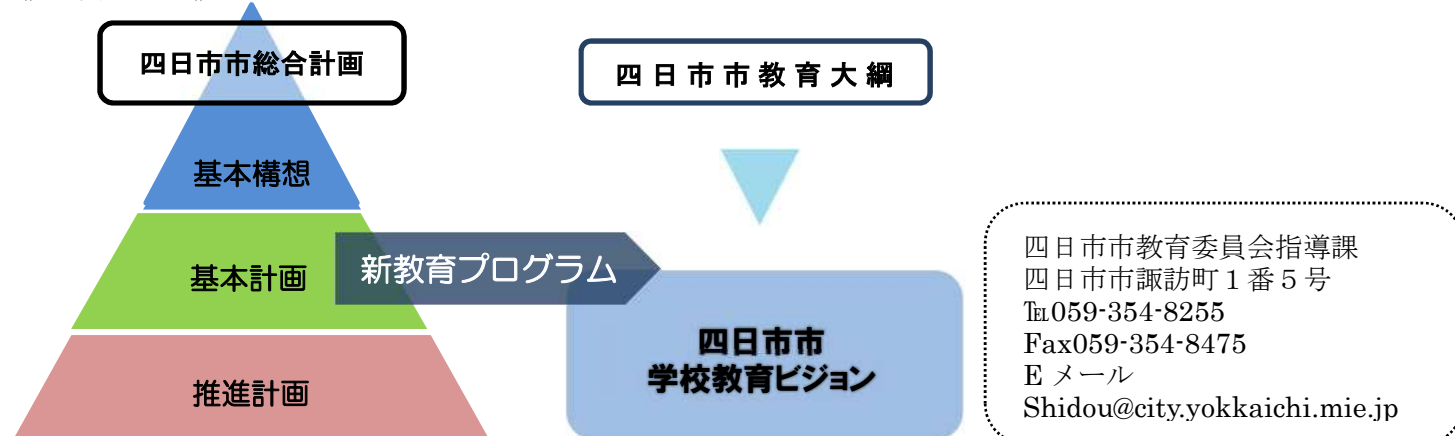 四日市市総合計画
基本構想
基本計画
推進計画
新教育プログラム
四日市市教育大綱
四日市市
学校教育ビジョン
四日市市教育委員会指導課
四日市市諏訪町１番５号
℡059-354-8255
Fax059-354-8475
E メール
Shidou@city.yokkaichi.mie.jp